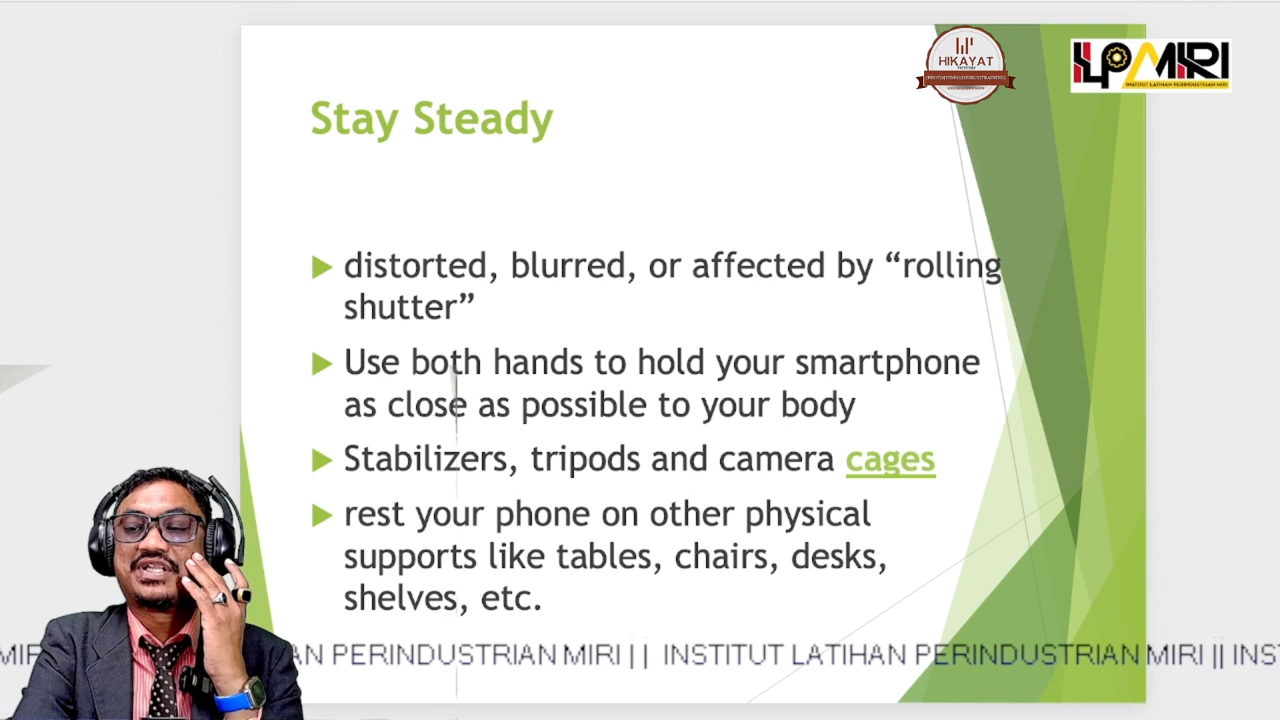 HIKAYAT
ILPMIRI
INSTITUT LATIHAN PERINDUSTRIAN MIRI
Stay Steady
distorted, blurred, or affected by “rolling
shutter”
Use both hands to hold your smartphone
as close as possible to your body
Stabilizers, tripods and camera cages
rest your phone on other physical
supports like tables, chairs, desks,
shelves, etc.
MIRI AN PERINDUSTRIAN MIRI || INSTITUT LATIHAN PERINDUSTRIAN MIRI || INS